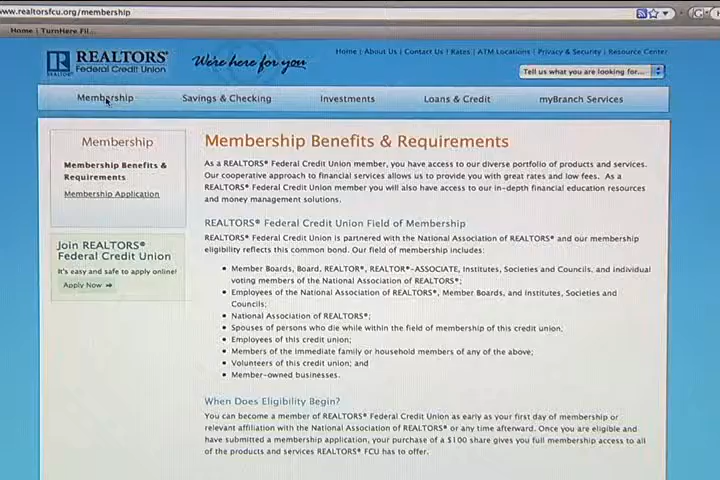 www.realtorsfcu.org/membership
Home | TurnHere Fil...
REALTORS®
Federal Credit Union
REALTOR®
We're here for you
Home | About Us | Contact Us | Rates | ATM Locations | Privacy & Security | Resource Center
Tell us what you are looking for...
Membership
Savings & Checking
Investments
Loans & Credit
myBranch Services
Membership
Membership Benefits &
Requirements
Membership Application
Join REALTORS®
Federal Credit Union
It's easy and safe to apply online!
Apply Now
Membership Benefits & Requirements
As a REALTORS® Federal Credit Union member, you have access to our diverse portfolio of products and services.
Our cooperative approach to financial services allows us to provide you with great rates and low fees. As a
REALTORS® Federal Credit Union member you will also have access to our in-depth financial education resources
and money management solutions.
REALTORS® Federal Credit Union Field of Membership
REALTORS® Federal Credit Union is partnered with the National Association of REALTORS® and our membership
eligibility reflects this common bond. Our field of membership includes:
• Member Boards, Board, REALTOR®, REALTOR®-ASSOCIATE, Institutes, Societies and Councils, and individual
voting members of the National Association of REALTORS®;
• Employees of the National Association of REALTORS®, Member Boards, and Institutes, Societies and
Councils;
• National Association of REALTORS®;
• Spouses of persons who die while within the field of membership of this credit union;
• Employees of this credit union;
• Members of the immediate family or household members of any of the above;
• Volunteers of this credit union; and
• Member-owned businesses.
When Does Eligibility Begin?
You can become a member of REALTORS® Federal Credit Union as early as your first day of membership or
relevant affiliation with the National Association of REALTORS® or any time afterward. Once you are eligible and
have submitted a membership application, your purchase of a $100 share gives you full membership access to all
of the products and services REALTORS® FCU has to offer.